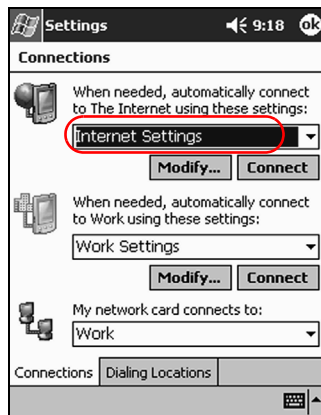 Settings 9:18 ok
Connections
When needed, automatically connect
to The Internet using these settings:
Internet Settings
Modify... Connect
When needed, automatically connect
to Work using these settings:
Work Settings
Modify... Connect
My network card connects to:
Work
Connections Dialing Locations